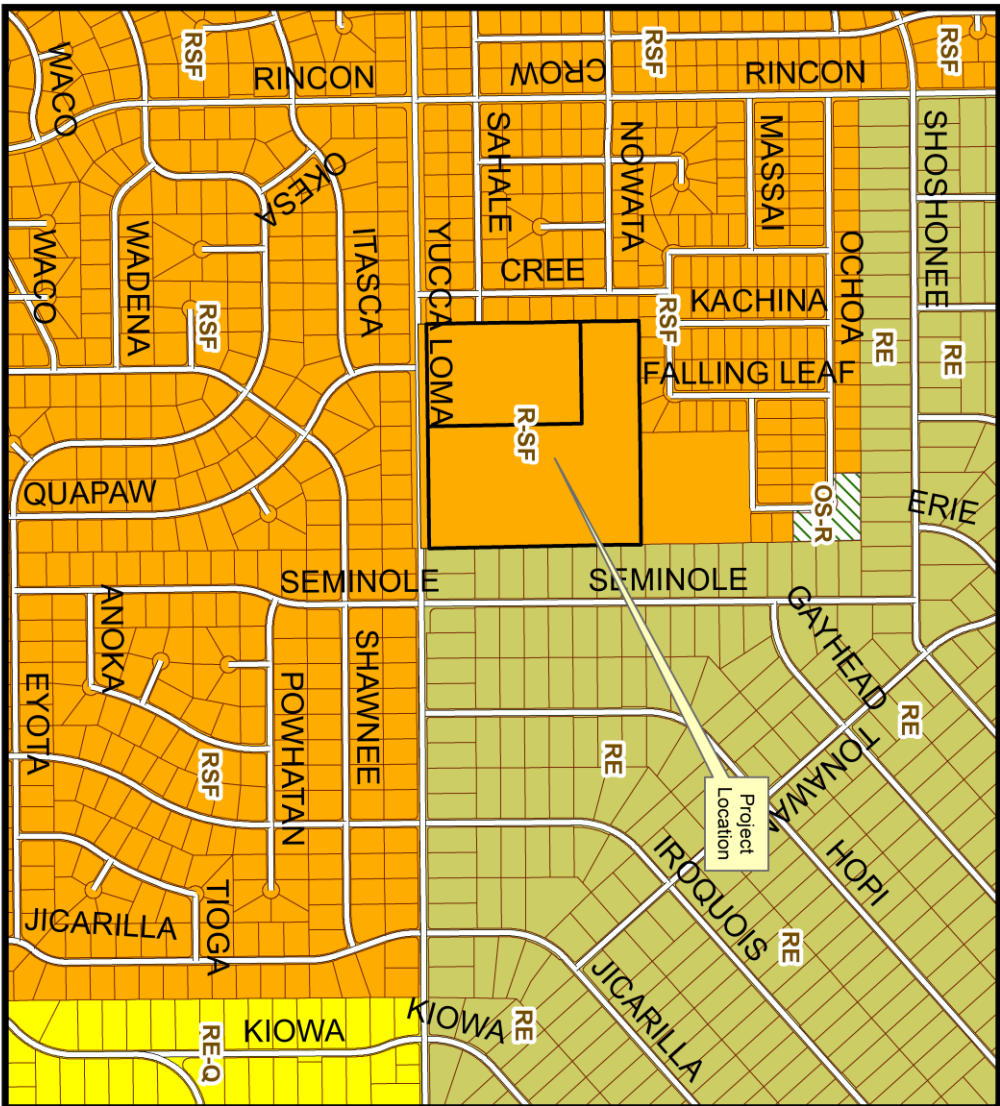 RSF
RSF
RSF
WACO
RINCON
CROW
RINCON
SHOSHONEE
MASSAI
SAHALE
NOWATA
OKESA
OCHOA
WADENA
ITASCA
YUCCA LOMA
WACO
CREE
KACHINA
RSF
RSF
RE
RE
FALLING LEAF
R-SF
QUAPAW
OS-R
ERIE
SEMINOLE
SEMINOLE
ANOKA
GAYHEAD
EYOTA
POWHATAN
SHAWNEE
RE
RE
RSF
TONAWA
Project
Location
IROQUOIS
HOPI
JICARILLA
TIOGA
RE
JICARILLA
KIOWA
KIOWA
RE
RE-Q